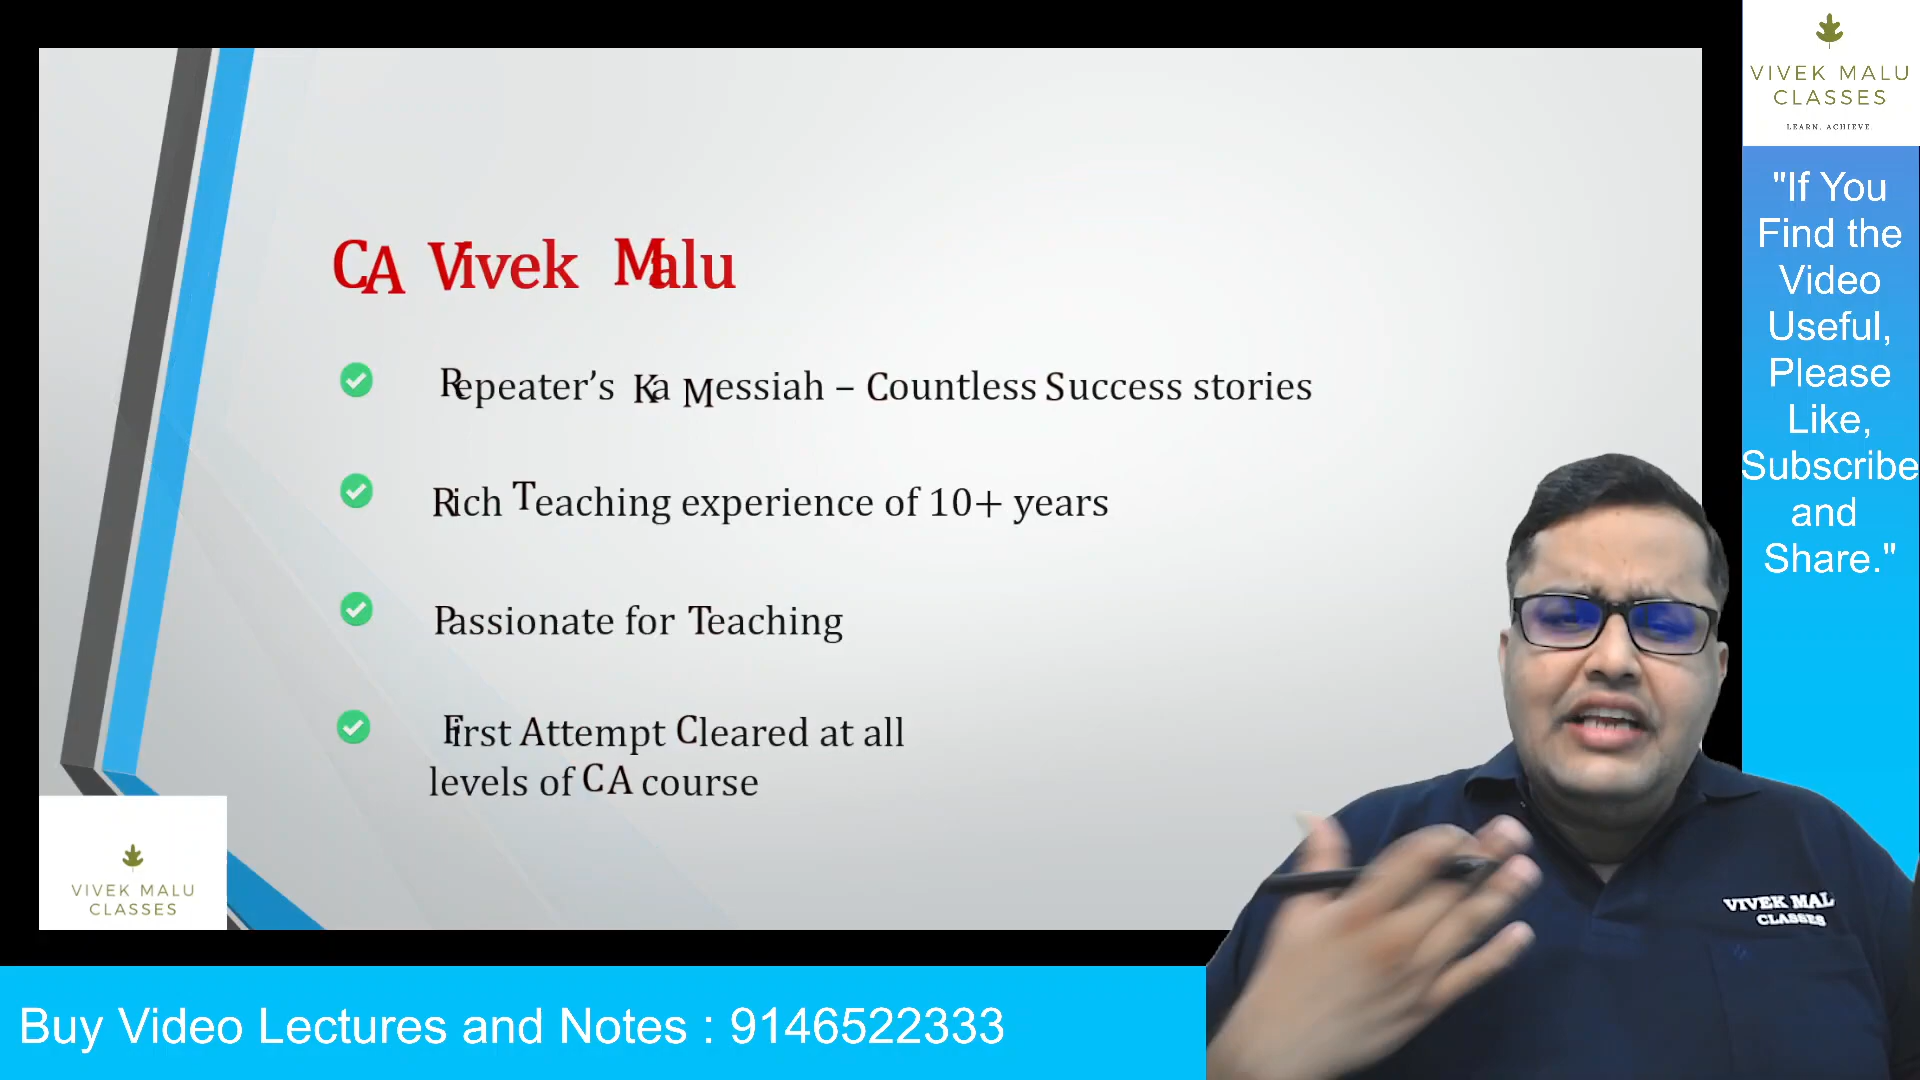 CA Vivek Malu
Repeater’s Ka Messiah – Countless Success stories
Rich Teaching experience of 10+ years
Passionate for Teaching
First Attempt Cleared at all
levels of CA course
VIVEK MALU
CLASSES
VIVEK MALU
CLASSES
LEARN. ACHIEVE.
"If You
Find the
Video
Useful,
Please
Like,
Subscribe
and
Share."
VIVEK MAL
CLASSES
Buy Video Lectures and Notes : 9146522333